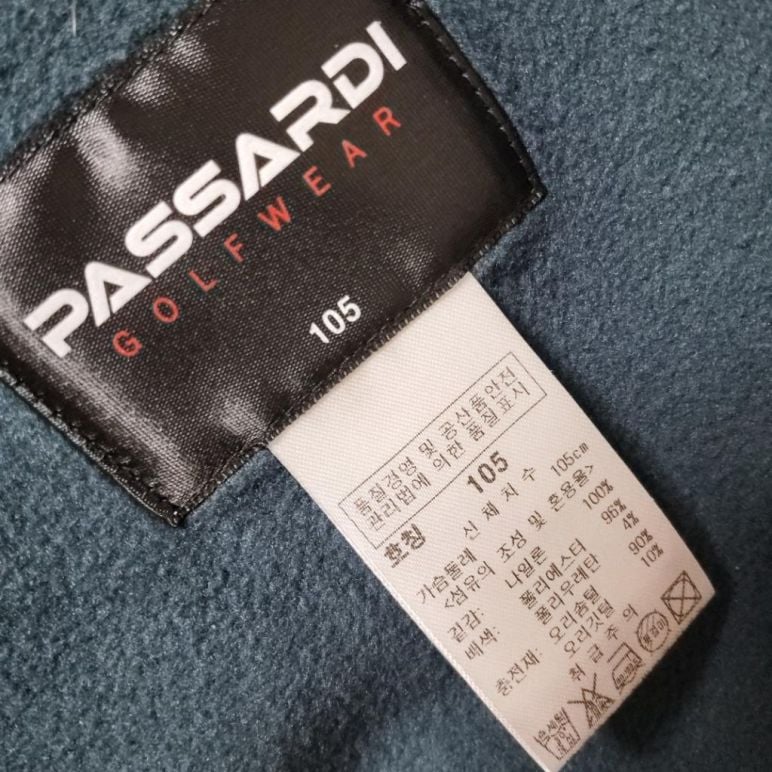 PASSARDI
GOLFWEAR
105
품질경영 및 공산품안전
관리법에 의한 품질표시
호칭 105
신체치수
가슴둘레 105cm
<섬유의 조성 및 혼용율>
겉감: 나일론 100%
배색: 폴리에스터 96%
폴리우레탄 4%
충전재: 오리솜털 90%
오리깃털 10%
취급주의